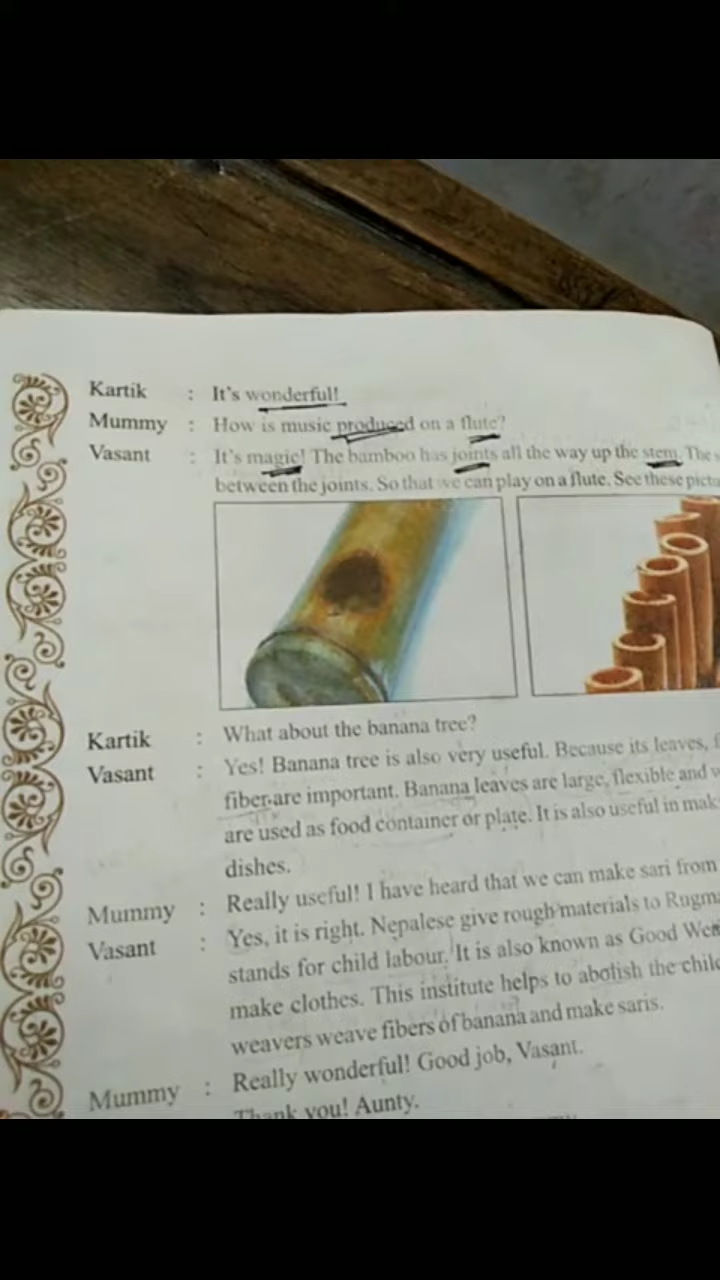 Kartik : It's wonderful!
Mummy : How is music produced on a flute?
Vasant : It's magic! The bamboo has joints all the way up the stem. The
between the joints. So that we can play on a flute. See these
Kartik : What about the banana tree?
Vasant : Yes! Banana tree is also very useful. Because its leaves,
fiber are important. Banana leaves are large, flexible and
are used as food container or plate. It is also useful in
dishes.
Mummy : Really useful! I have heard that we can make sari from
Vasant : Yes, it is right. Nepalese give rough materials to
stands for child labour. It is also known as Good
make clothes. This institute helps to abolish the
weavers weave fibers of banana and make saris.
Mummy : Really wonderful! Good job, Vasant.
Thank you! Aunty.